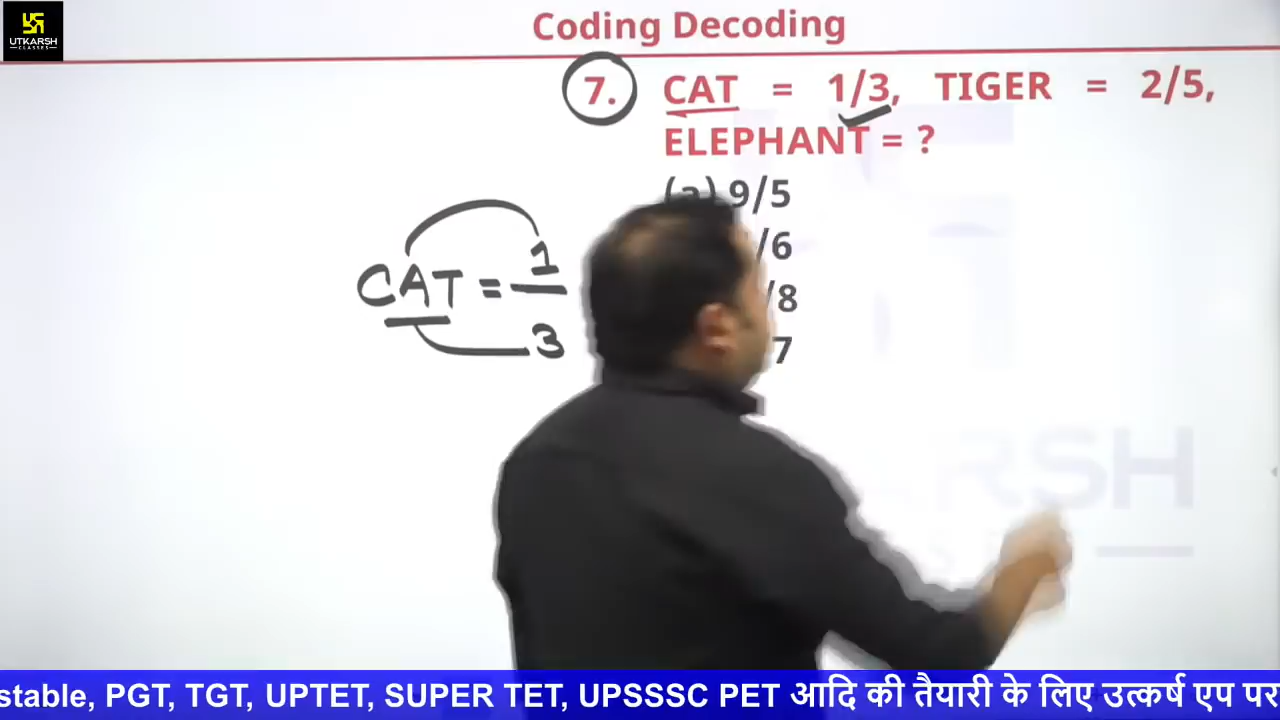 UTKARSH
CLASSES
Coding Decoding
7. CAT = 1/3, TIGER = 2/5,
ELEPHANT = ?
(a) 9/5
/6
/8
7
CAT = 1
3
stable, PGT, TGT, UPTET, SUPER TET, UPSSSC PET आदि की तैयारी के लिए उत्कर्ष एप पर